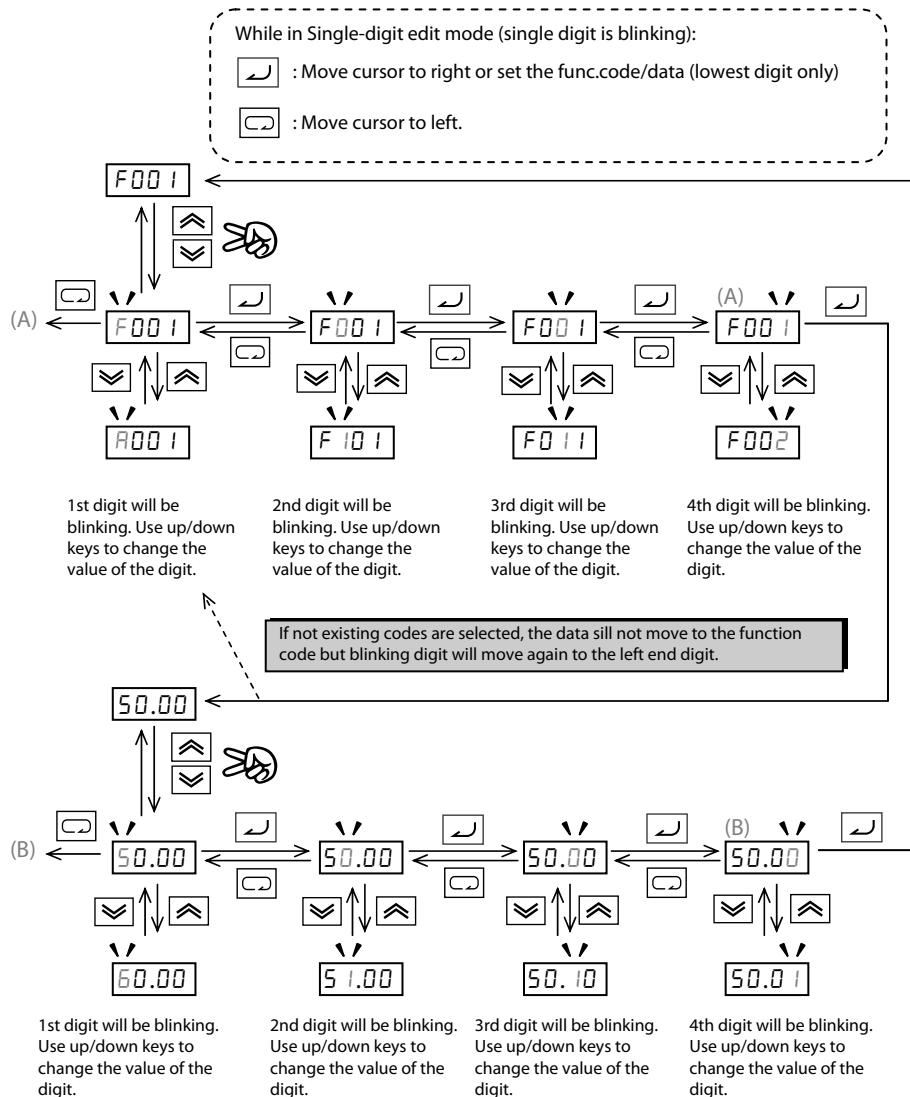 While in Single-digit edit mode (single digit is blinking):
: Move cursor to right or set the func.code/data (lowest digit only)
: Move cursor to left.
F001
(A)
(A)
F001
F001
F001
F001
A001
F101
F011
F002
1st digit will be
blinking. Use up/down
keys to change the
value of the digit.
2nd digit will be
blinking. Use up/down
keys to change the
value of the digit.
3rd digit will be
blinking. Use up/down
keys to change the
value of the digit.
4th digit will be blinking.
Use up/down keys to
change the value of the
digit.
If not existing codes are selected, the data sill not move to the function
code but blinking digit will move again to the left end digit.
50.00
(B)
(B)
50.00
50.00
50.00
50.00
60.00
51.00
50.10
50.01
1st digit will be blinking.
Use up/down keys to
change the value of the
digit.
2nd digit will be blinking.
Use up/down keys to
change the value of the
digit.
3rd digit will be blinking.
Use up/down keys to
change the value of the
digit.
4th digit will be blinking.
Use up/down keys to
change the value of the
digit.